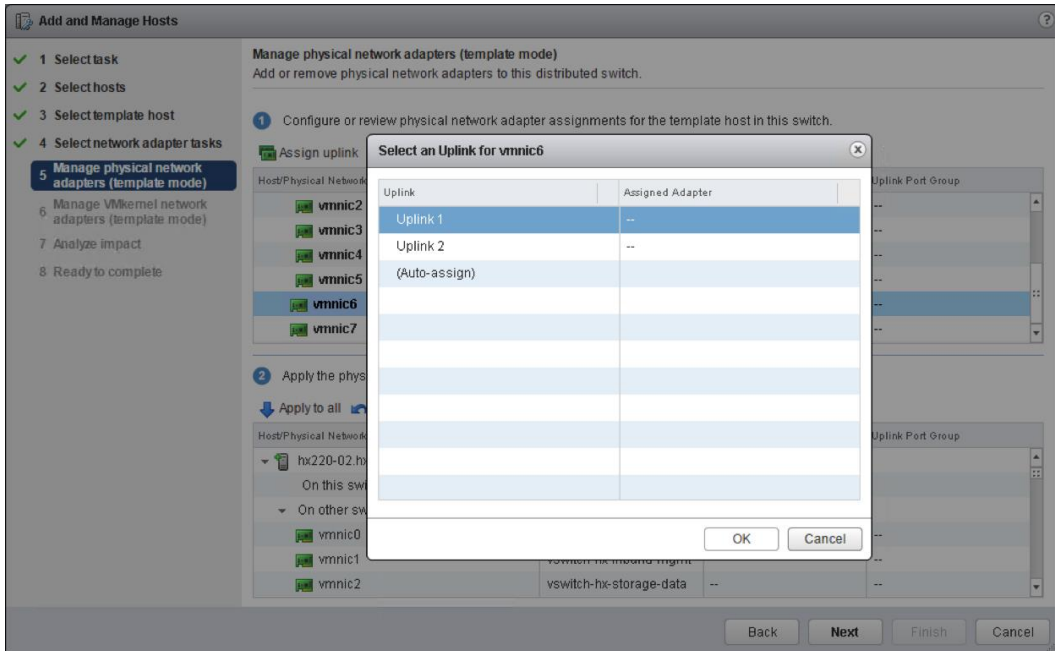 Add and Manage Hosts
?
1 Select task
2 Select hosts
3 Select template host
4 Select network adapter tasks
5 Manage physical network
adapters (template mode)
6 Manage VMkernel network
adapters (template mode)
7 Analyze impact
8 Ready to complete
Manage physical network adapters (template mode)
Add or remove physical network adapters to this distributed switch.
1 Configure or review physical network adapter assignments for the template host in this switch.
Assign uplink
Host/Physical Network
Uplink Port Group
vmnic2 --
vmnic3 --
vmnic4 --
vmnic5 --
vmnic6 --
vmnic7 --
Select an Uplink for vmnic6
Uplink Assigned Adapter
Uplink 1 --
Uplink 2 --
(Auto-assign)
OK Cancel
2 Apply the phys
Apply to all
Host/Physical Network
Uplink Port Group
hx220-02.hx
On this swi
On other sw
vmnic0 --
vmnic1 vswitch-hx-inband-mgmt --
vmnic2 vswitch-hx-storage-data -- --
Back Next Finish Cancel